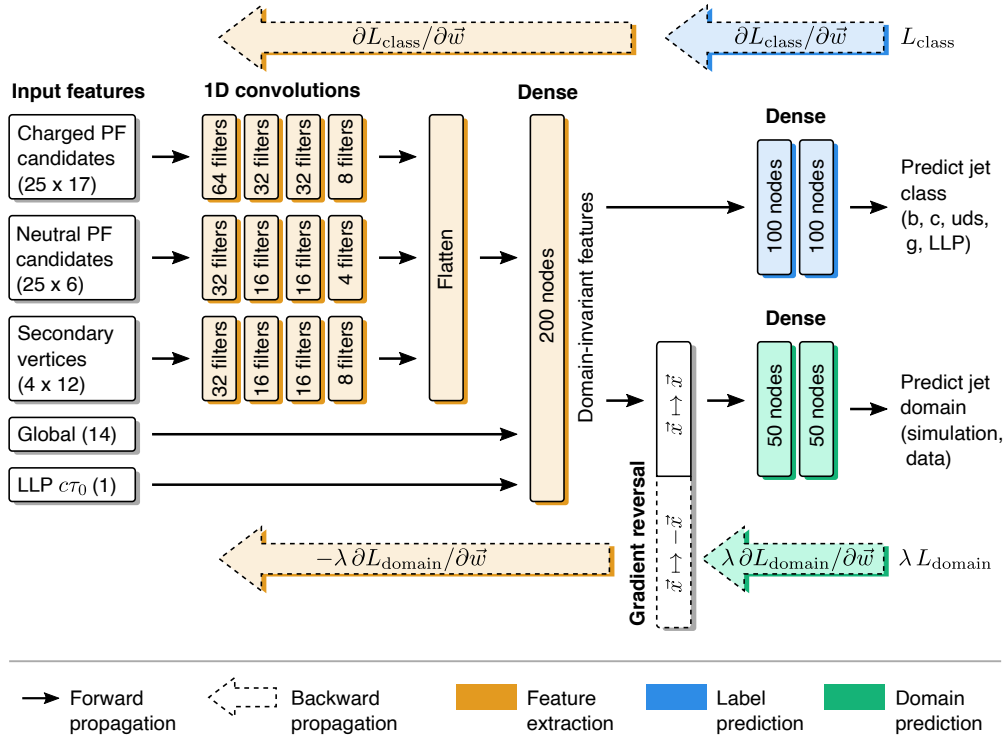 ∂L_class/∂w⃗
∂L_class/∂w⃗
L_class
Input features
1D convolutions
Dense
Charged PF
candidates
(25 x 17)
64 filters
32 filters
32 filters
8 filters
Neutral PF
candidates
(25 x 6)
32 filters
16 filters
16 filters
4 filters
Secondary
vertices
(4 x 12)
32 filters
16 filters
16 filters
8 filters
Global (14)
LLP cτ₀ (1)
Flatten
200 nodes
Domain-invariant features
Dense
100 nodes
100 nodes
Predict jet
class
(b, c, uds,
g, LLP)
Gradient reversal
x⃗ ↦ x⃗
x⃗ ↦ −x⃗
Dense
50 nodes
50 nodes
Predict jet
domain
(simulation,
data)
−λ ∂L_domain/∂w⃗
λ ∂L_domain/∂w⃗
λ L_domain
Forward
propagation
Backward
propagation
Feature
extraction
Label
prediction
Domain
prediction